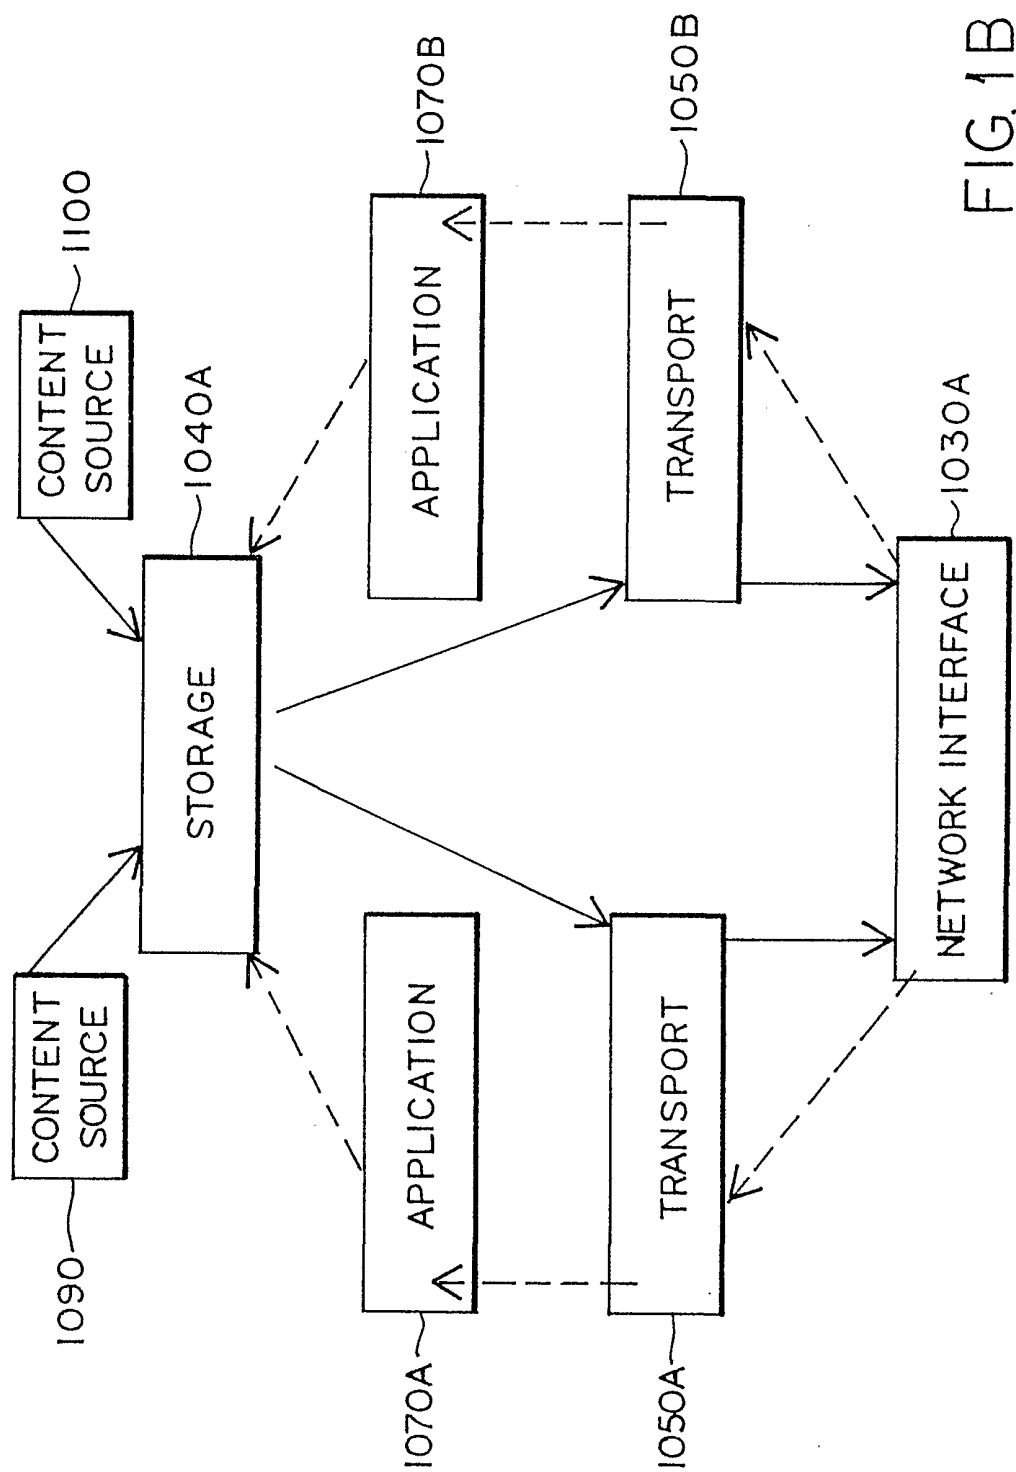 1090
CONTENT
SOURCE
CONTENT
SOURCE
1100
STORAGE
1040A
1070A
APPLICATION
APPLICATION
1070B
1050A
TRANSPORT
TRANSPORT
1050B
NETWORK INTERFACE
1030A
FIG. 1B